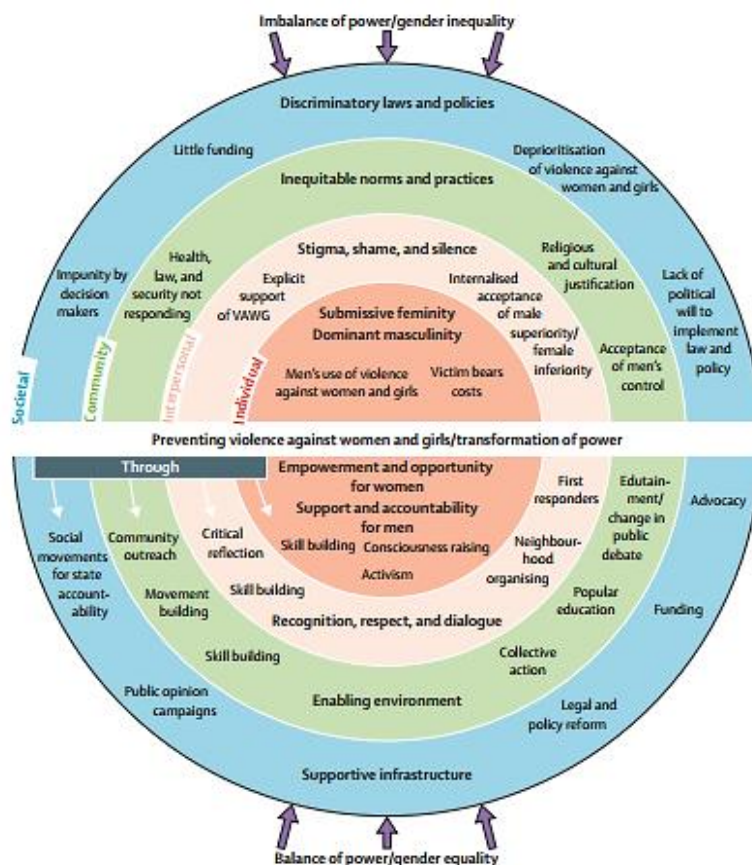 Imbalance of power/gender inequality
Discriminatory laws and policies
Little funding
Deprioritisation
of violence against
women and girls
Inequitable norms and practices
Impunity by
decision
makers
Health,
law, and
security not
responding
Stigma, shame, and silence
Religious
and cultural
justification
Lack of
political
will to
implement
law and
policy
Explicit
support
of VAWG
Internalised
acceptance
of male
superiority/
female
inferiority
Submissive feminity
Dominant masculinity
Acceptance
of men's
control
Men's use of violence
against women and girls
Victim bears
costs
Societal
Community
Interpersonal
Individual
Preventing violence against women and girls/transformation of power
Through
Empowerment and opportunity
for women
Support and accountability
for men
Skill building
Consciousness raising
Activism
First
responders
Edutain-
ment/
change in
public
debate
Advocacy
Social
movements
for state
account-
ability
Community
outreach
Critical
reflection
Neighbour-
hood
organising
Movement
building
Skill building
Popular
education
Funding
Recognition, respect, and dialogue
Skill building
Collective
action
Public opinion
campaigns
Enabling environment
Legal and
policy reform
Supportive infrastructure
Balance of power/gender equality